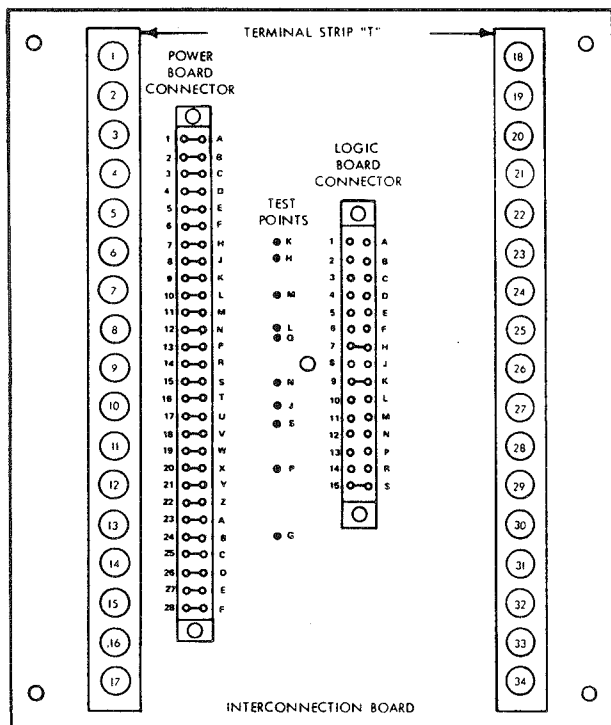 TERMINAL STRIP "T"
POWER
BOARD
CONNECTOR
LOGIC
BOARD
CONNECTOR
TEST
POINTS
1
2
3
4
5
6
7
8
9
10
11
12
13
14
15
.16
17
1 A
2 B
3 C
4 D
5 E
6 F
7 H
8 J
9 K
10 L
11 M
12 N
13 P
14 R
15 S
16 T
17 U
18 V
19 W
20 X
21 Y
22 Z
23 A
24 B
25 C
26 D
27 E
28 F
K
H
M
L
Q
N
J
S
P
G
1 A
2 B
3 C
4 D
5 E
6 F
7 H
8 J
9 K
10 L
11 M
12 N
13 P
14 R
15 S
18
19
20
21
22
23
24
25
26
27
28
29
30
31
32
33
34
INTERCONNECTION BOARD